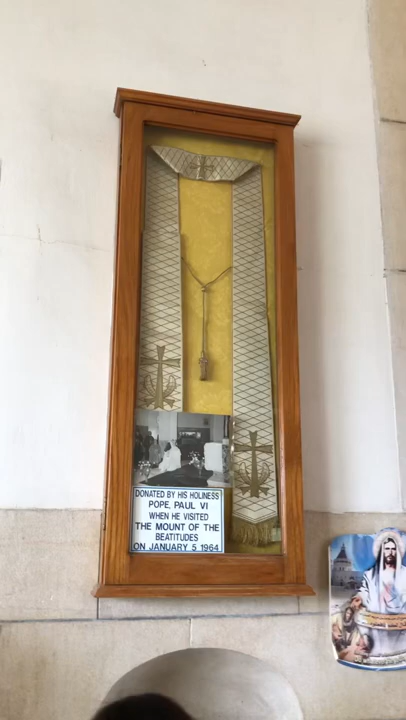 DONATED BY HIS HOLINESS
POPE, PAUL VI
WHEN HE VISITED
THE MOUNT OF THE
BEATITUDES
ON JANUARY 5 1964